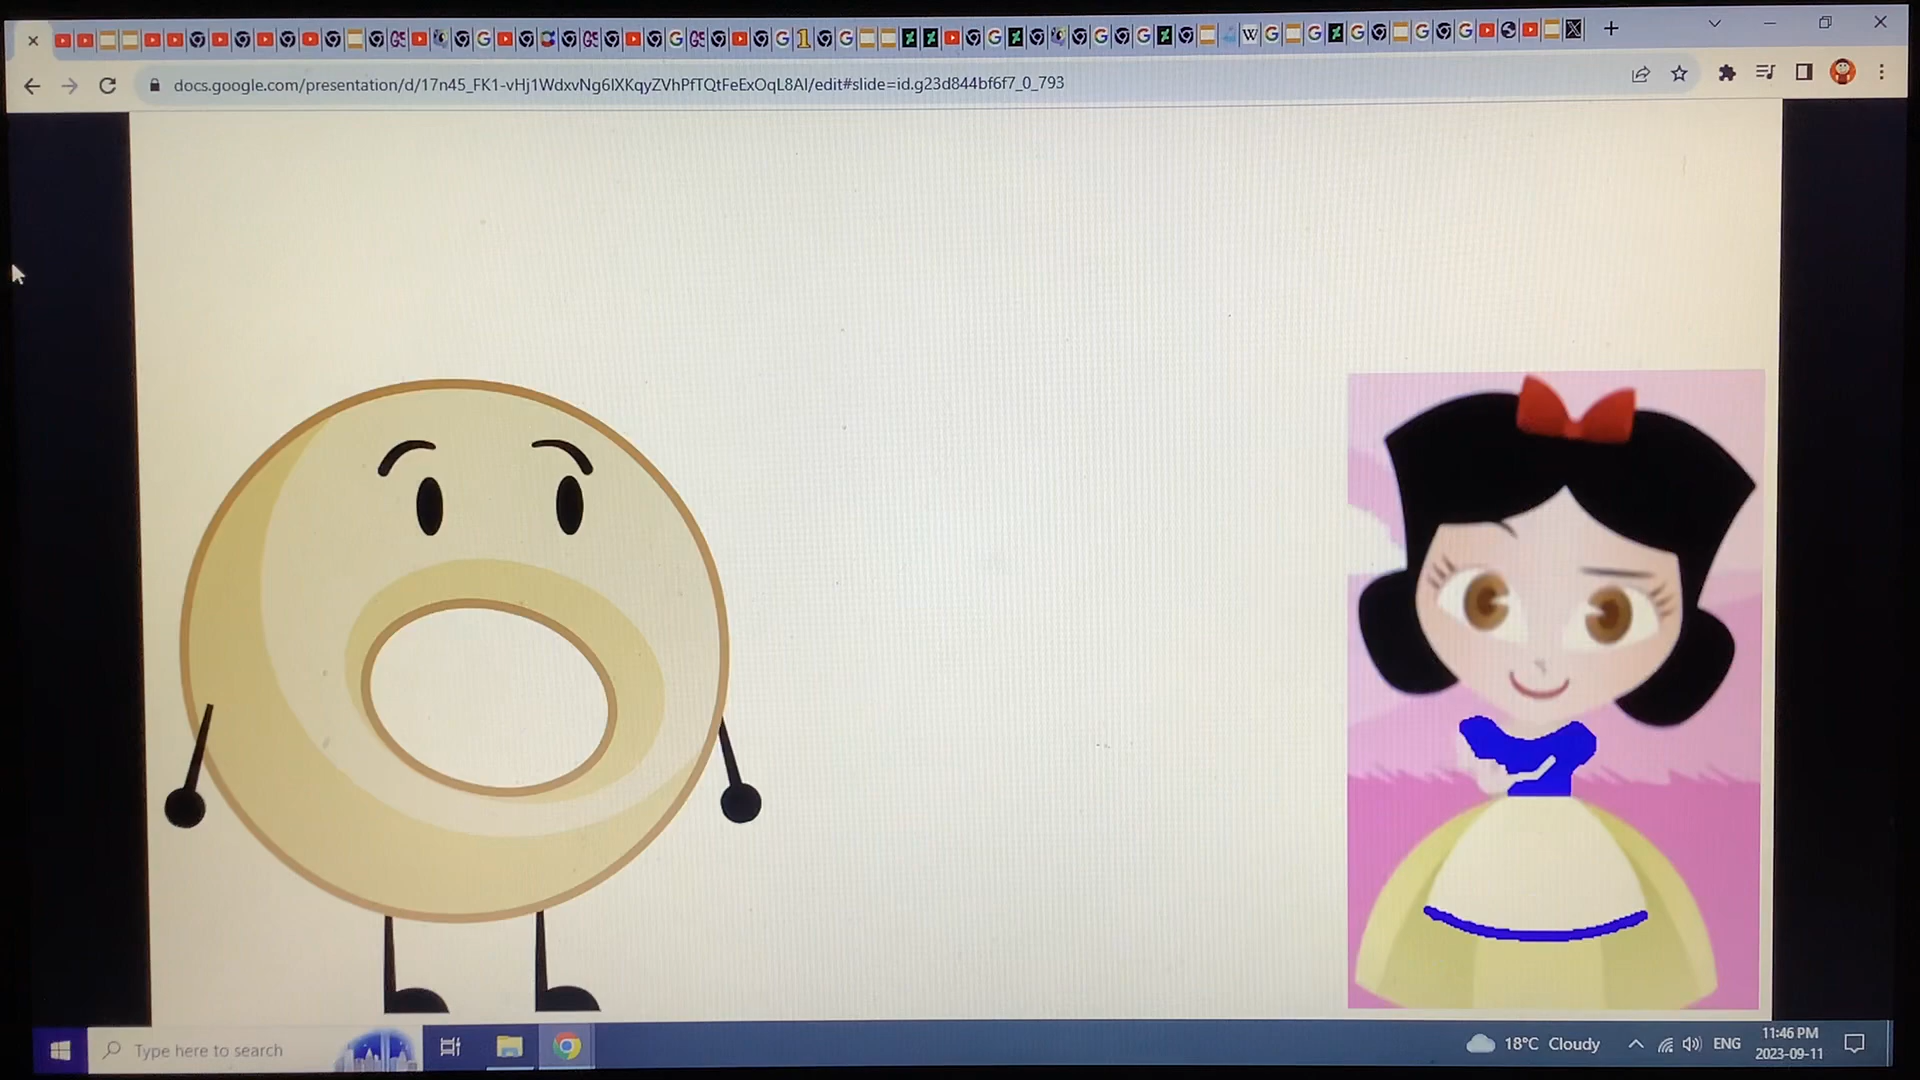 docs.google.com/presentation/d/17n45_FK1-vHj1WdxvNg6IXKqyZVhPfTQtFeExOqL8AI/edit#slide=id.g23d844bf6f7_0_793
Type here to search
18°C Cloudy
ENG
11:46 PM
2023-09-11